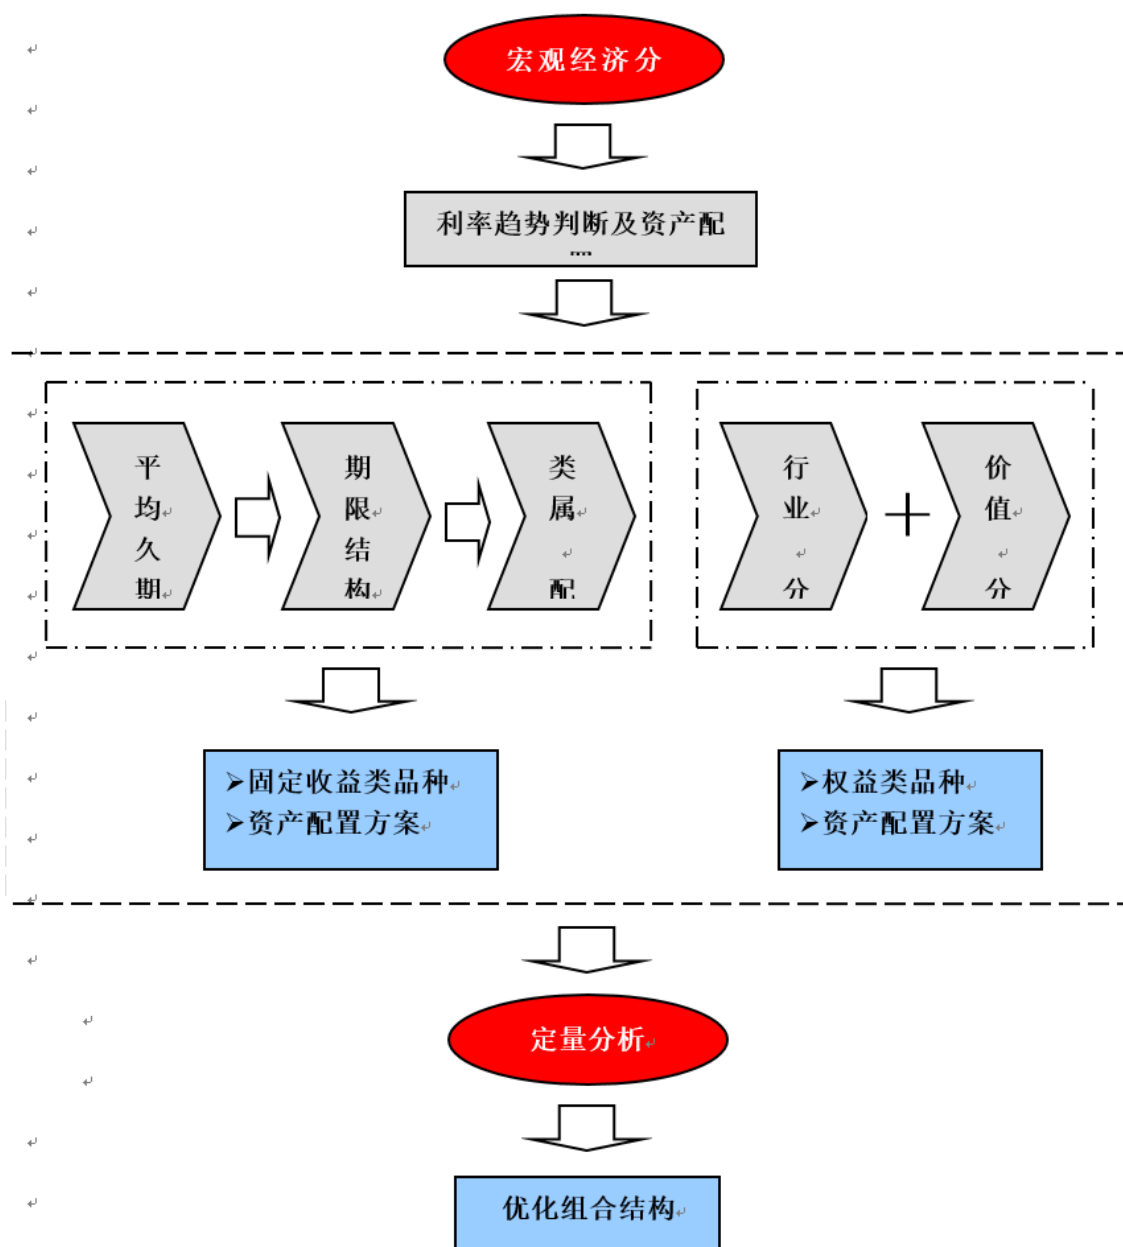 宏观经济分
利率趋势判断及资产配
平
均
久
期
期
限
结
构
类
属
配
行
业
分
价
值
分
➢固定收益类品种
➢资产配置方案
➢权益类品种
➢资产配置方案
定量分析
优化组合结构